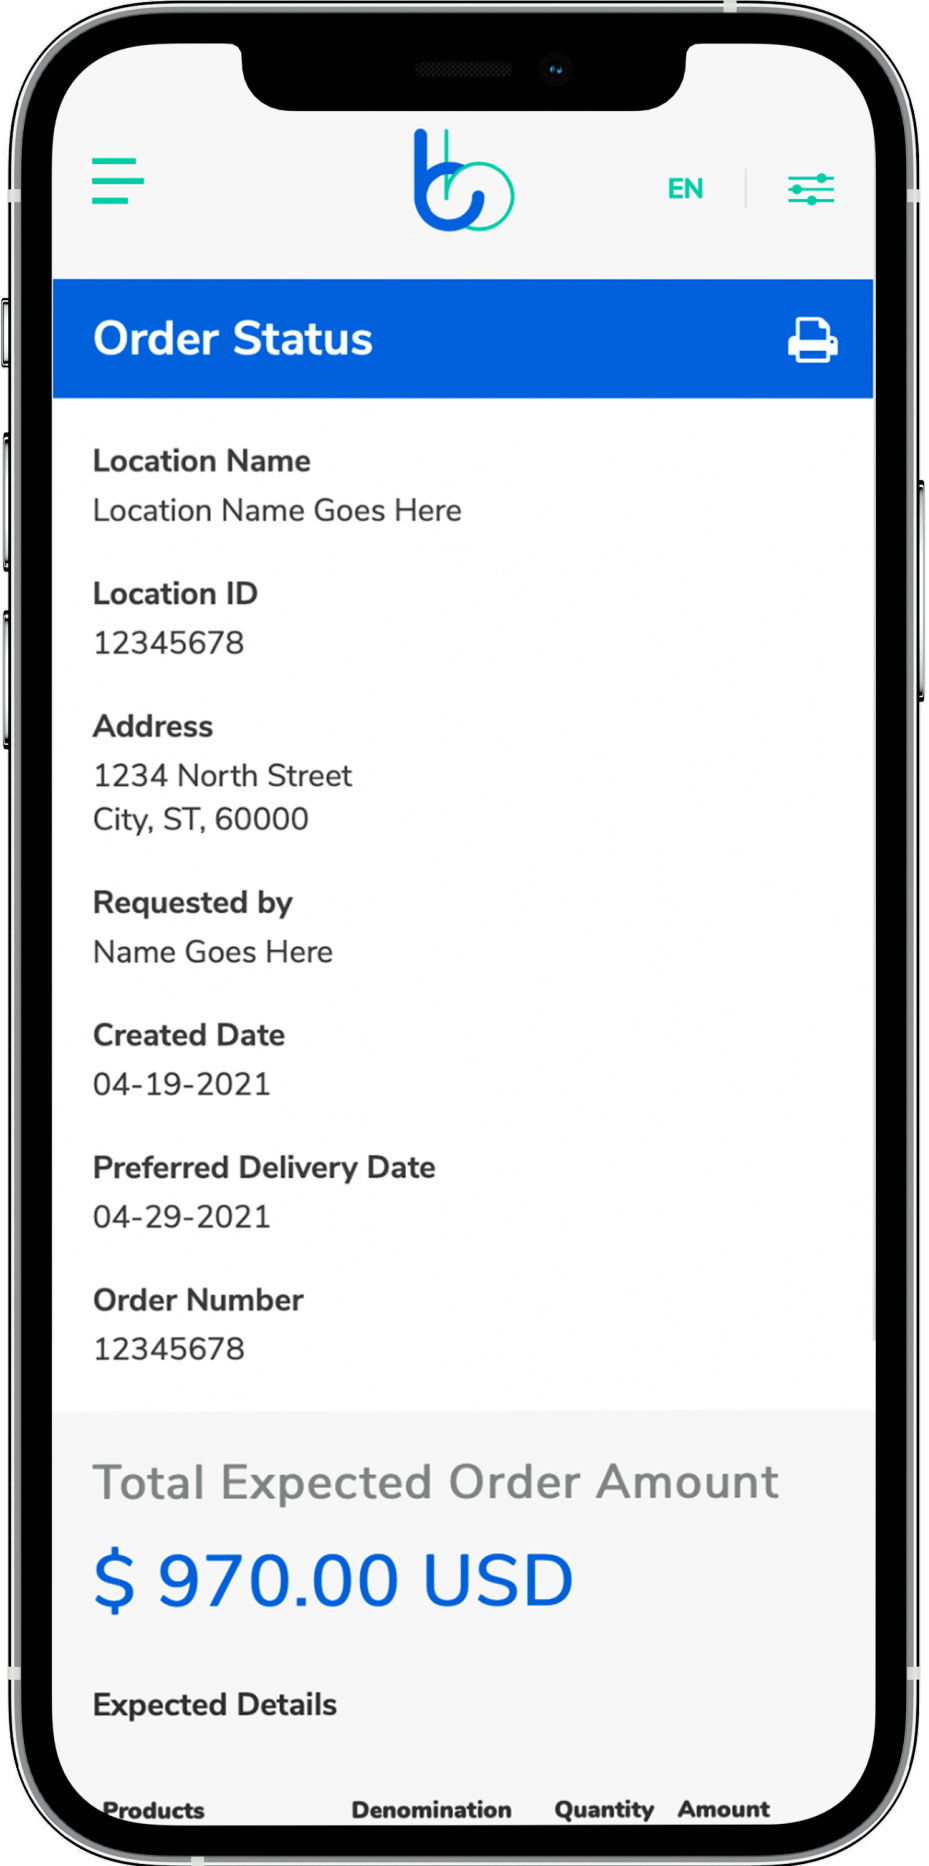 EN
Order Status
Location Name
Location Name Goes Here
Location ID
12345678
Address
1234 North Street
City, ST, 60000
Requested by
Name Goes Here
Created Date
04-19-2021
Preferred Delivery Date
04-29-2021
Order Number
12345678
Total Expected Order Amount
$ 970.00 USD
Expected Details
Products Denomination Quantity Amount